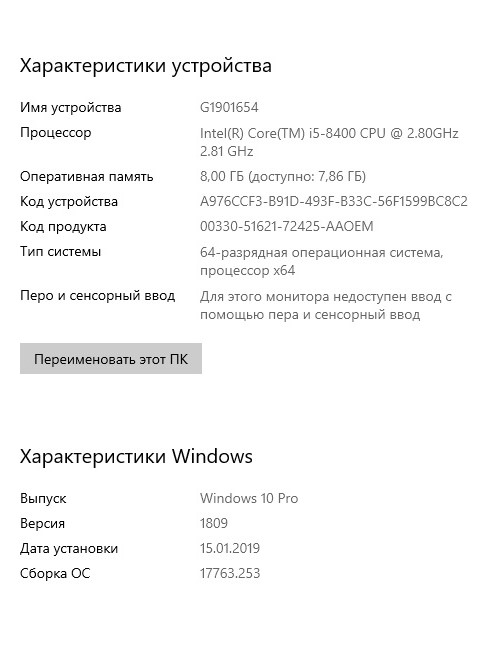 Характеристики устройства
Имя устройства G1901654
Процессор Intel(R) Core(TM) i5-8400 CPU @ 2.80GHz
2.81 GHz
Оперативная память 8,00 ГБ (доступно: 7,86 ГБ)
Код устройства A976CCF3-B91D-493F-B33C-56F1599BC8C2
Код продукта 00330-51621-72425-AAOEM
Тип системы 64-разрядная операционная система,
процессор x64
Перо и сенсорный ввод Для этого монитора недоступен ввод с
помощью пера и сенсорный ввод
Переименовать этот ПК
Характеристики Windows
Выпуск Windows 10 Pro
Версия 1809
Дата установки 15.01.2019
Сборка ОС 17763.253